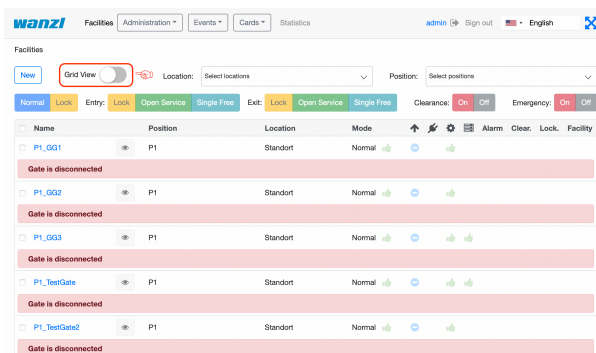 wanzl Facilities Administration Events Cards Statistics admin Sign out English
Facilities
New Grid View Location: Select locations Position: Select positions
Normal Lock Entry: Lock Open Service Single Free Exit: Lock Open Service Single Free Clearance: On Off Emergency: On Off
Name Position Location Mode Alarm Clear. Lock. Facility
P1_GG1 P1 Standort Normal
Gate is disconnected
P1_GG2 P1 Standort Normal
Gate is disconnected
P1_GG3 P1 Standort Normal
Gate is disconnected
P1_TestGate P1 Standort Normal
Gate is disconnected
P1_TestGate2 P1 Standort Normal
Gate is disconnected